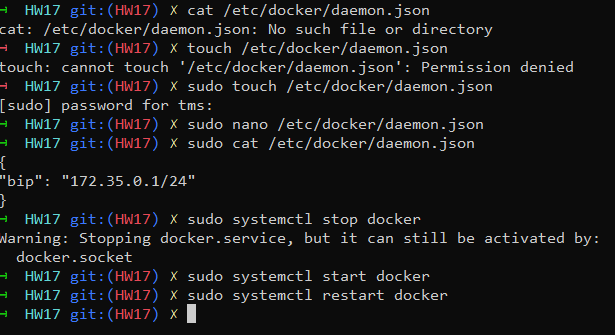 → HW17 git:(HW17) ✗ cat /etc/docker/daemon.json
cat: /etc/docker/daemon.json: No such file or directory
→ HW17 git:(HW17) ✗ touch /etc/docker/daemon.json
touch: cannot touch '/etc/docker/daemon.json': Permission denied
→ HW17 git:(HW17) ✗ sudo touch /etc/docker/daemon.json
[sudo] password for tms:
→ HW17 git:(HW17) ✗ sudo nano /etc/docker/daemon.json
→ HW17 git:(HW17) ✗ sudo cat /etc/docker/daemon.json
{
"bip": "172.35.0.1/24"
}
→ HW17 git:(HW17) ✗ sudo systemctl stop docker
Warning: Stopping docker.service, but it can still be activated by:
docker.socket
→ HW17 git:(HW17) ✗ sudo systemctl start docker
→ HW17 git:(HW17) ✗ sudo systemctl restart docker
→ HW17 git:(HW17) ✗